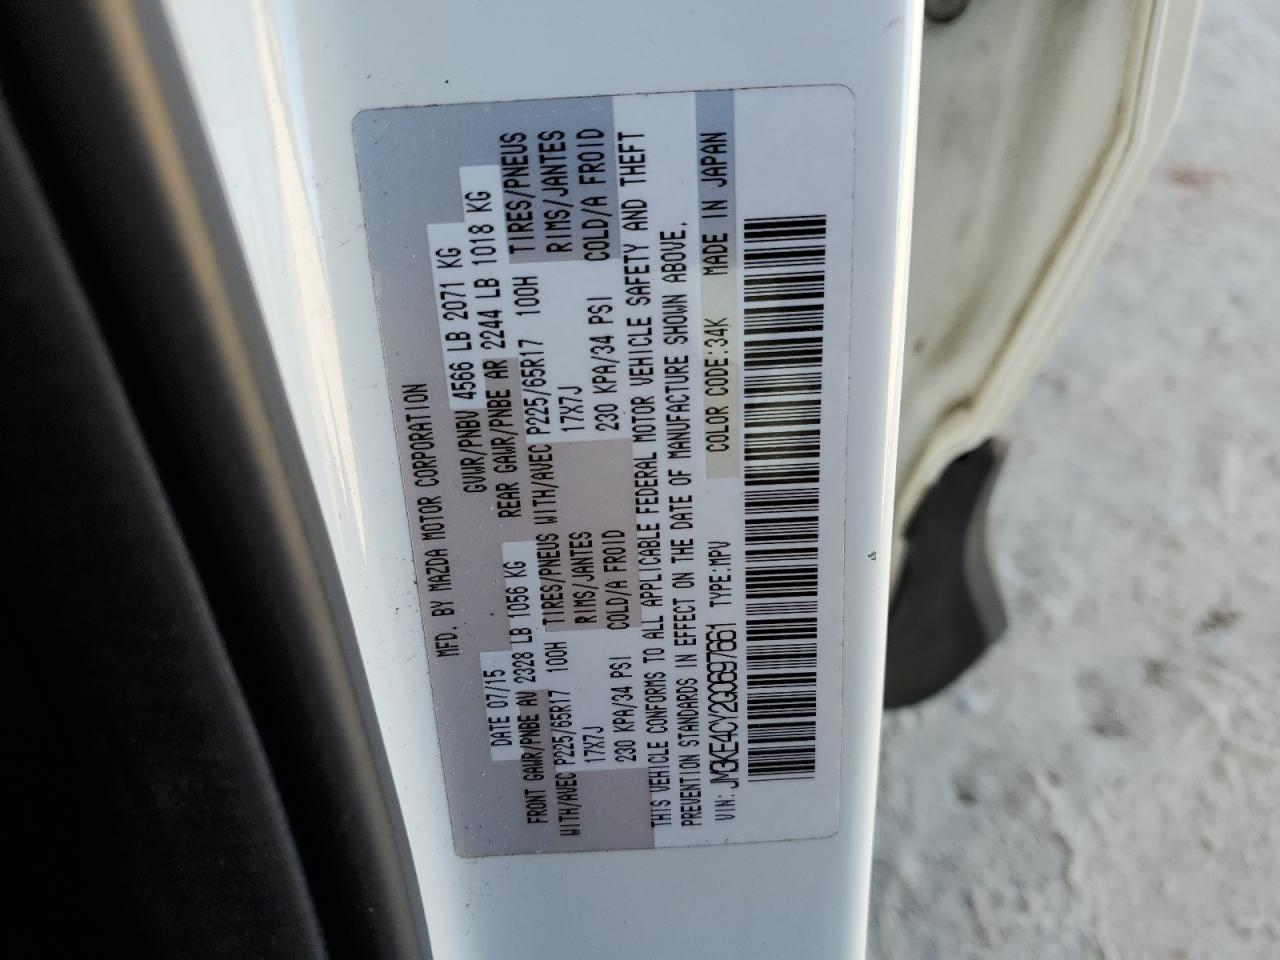 MFD. BY MAZDA MOTOR CORPORATION
DATE 07/15 GVWR/PNBV 4566 LB 2071 KG
FRONT GAWR/PNBE AV 2328 LB 1056 KG REAR GAWR/PNBE AR 2244 LB 1018 KG
WITH/AVEC P225/65R17 100H TIRES/PNEUS WITH/AVEC P225/65R17 100H TIRES/PNEUS
17X7J RIMS/JANTES 17X7J RIMS/JANTES
230 KPA/34 PSI COLD/A FROID 230 KPA/34 PSI COLD/A FROID
THIS VEHICLE CONFORMS TO ALL APPLICABLE FEDERAL MOTOR VEHICLE SAFETY AND THEFT
PREVENTION STANDARDS IN EFFECT ON THE DATE OF MANUFACTURE SHOWN ABOVE.
COLOR CODE:34K MADE IN JAPAN
VIN: JM3KE4CY2G0697661 TYPE:MPV